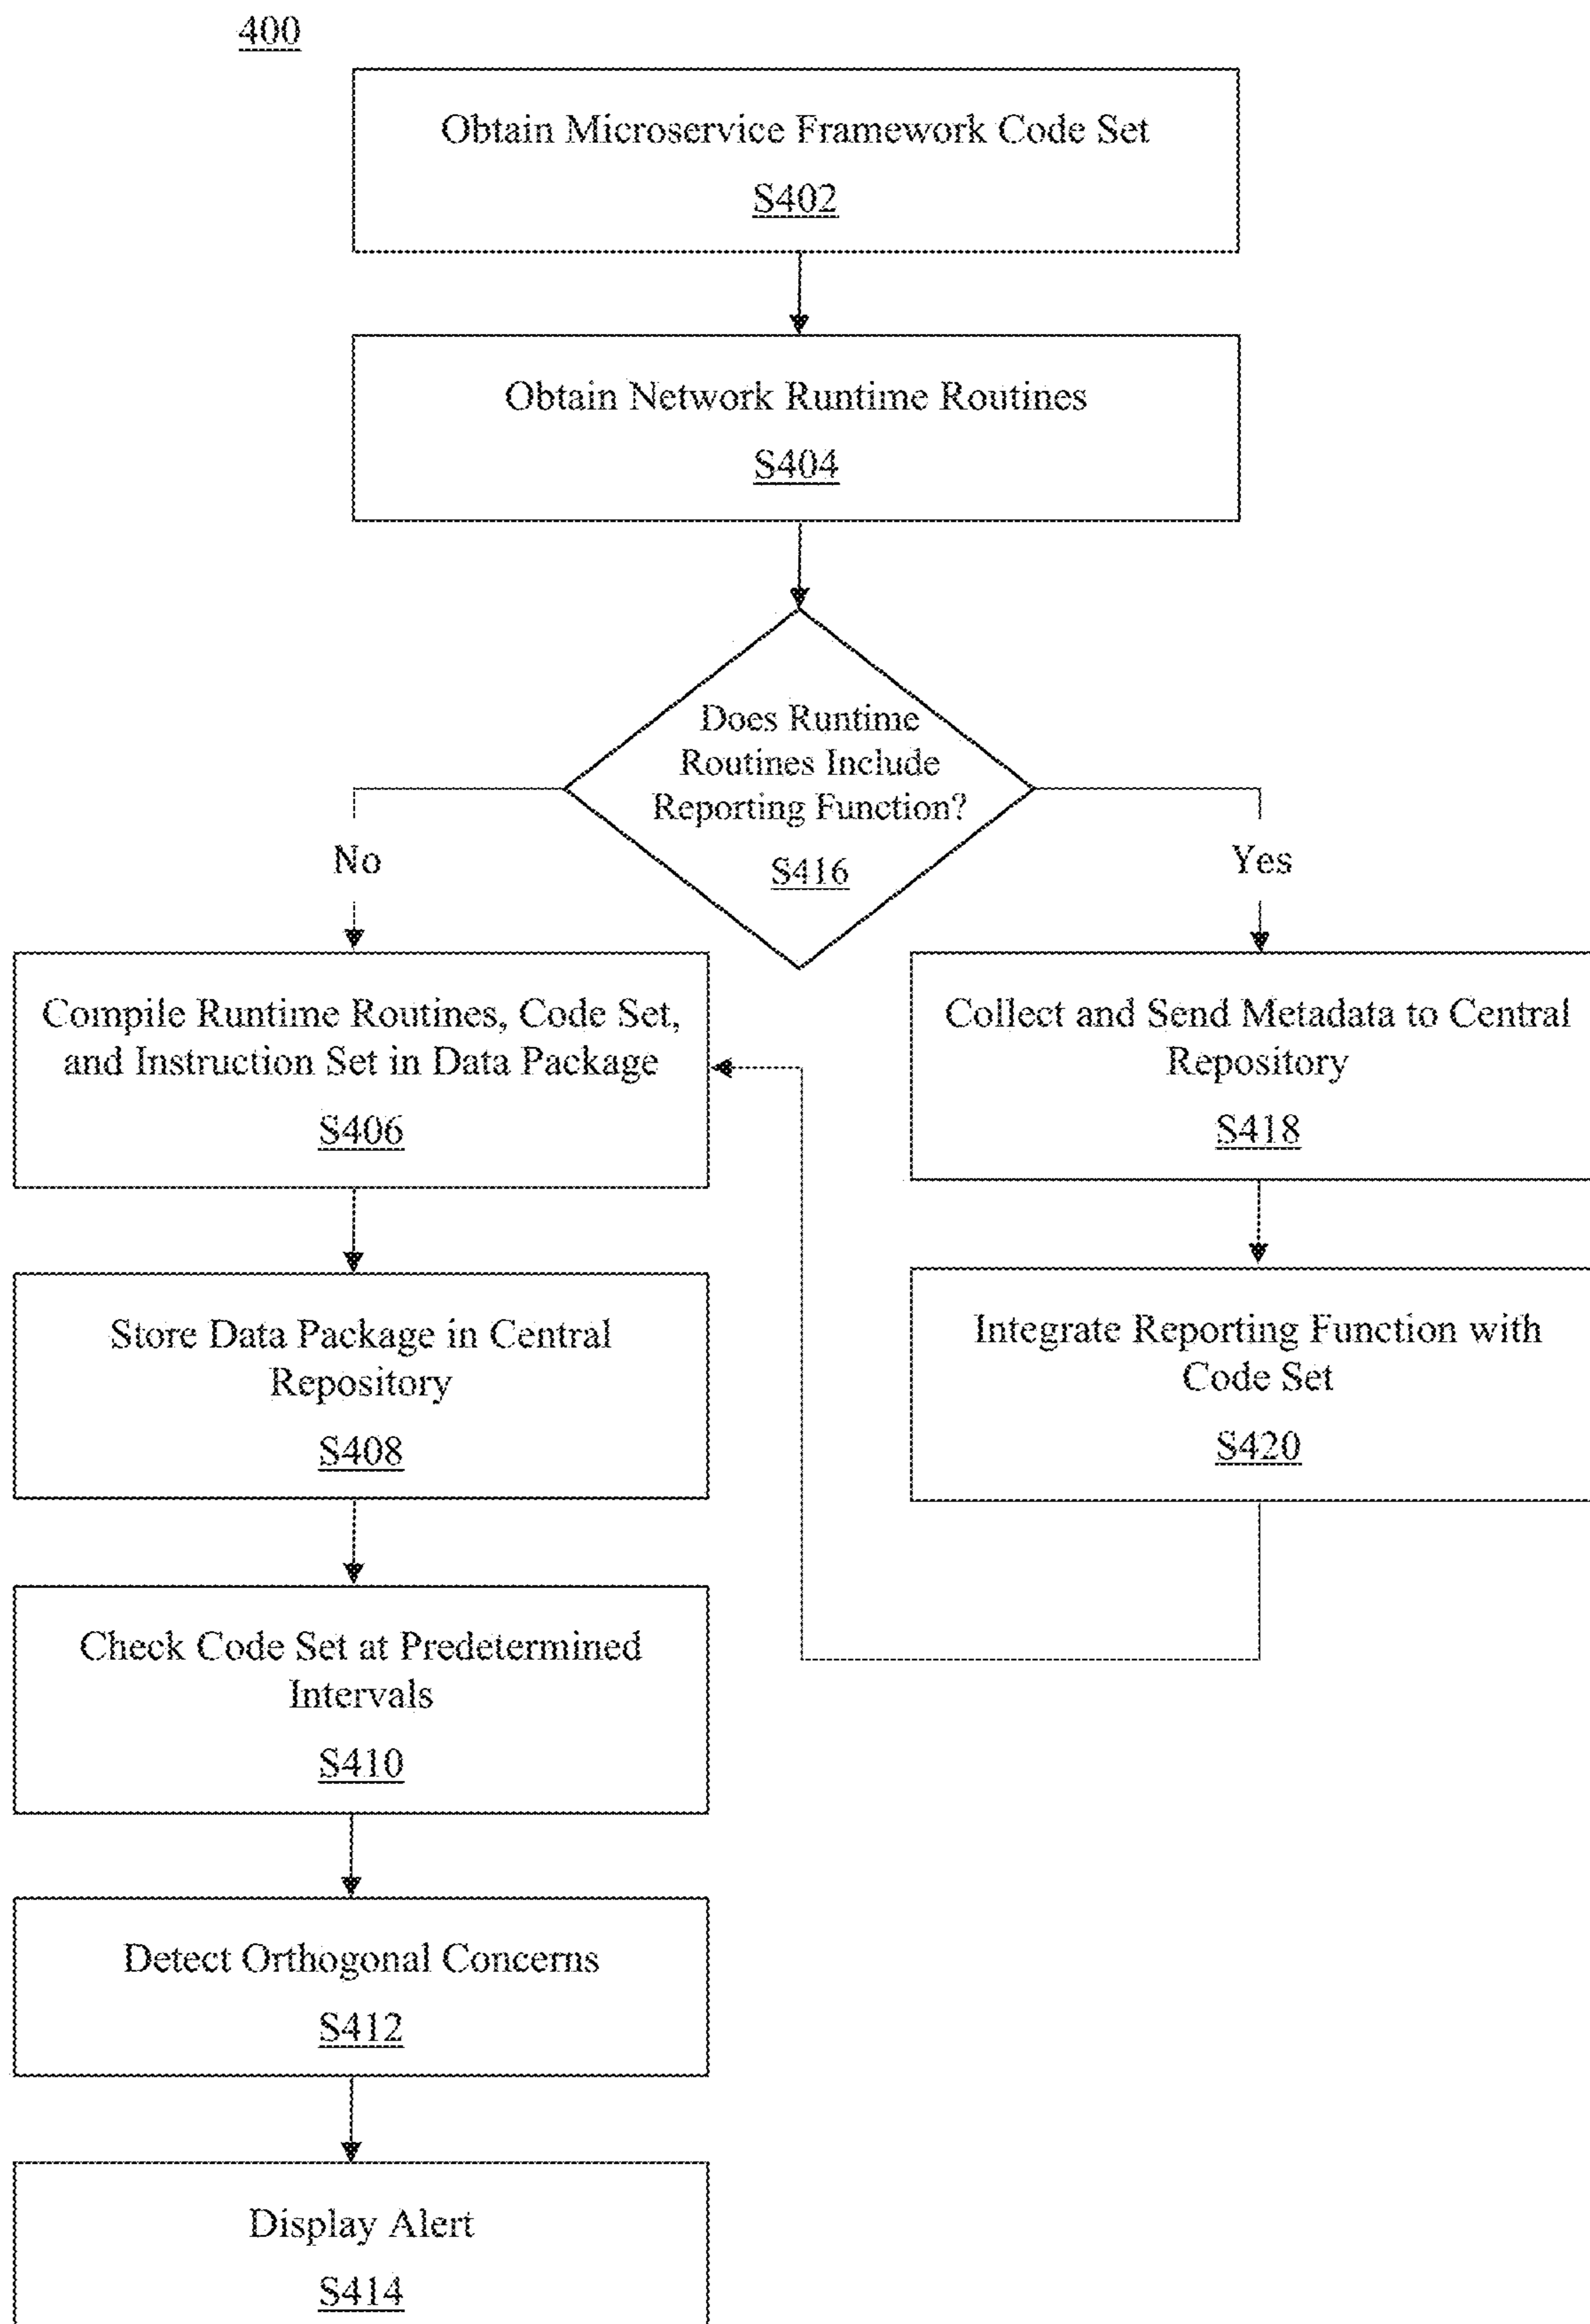 400
Obtain Microservice Framework Code Set
S402
Obtain Network Runtime Routines
S404
Does Runtime
Routines Include
Reporting Function?
S416
No
Yes
Compile Runtime Routines, Code Set,
and Instruction Set in Data Package
S406
Collect and Send Metadata to Central
Repository
S418
Store Data Package in Central
Repository
S408
Integrate Reporting Function with
Code Set
S420
Check Code Set at Predetermined
Intervals
S410
Detect Orthogonal Concerns
S412
Display Alert
S414